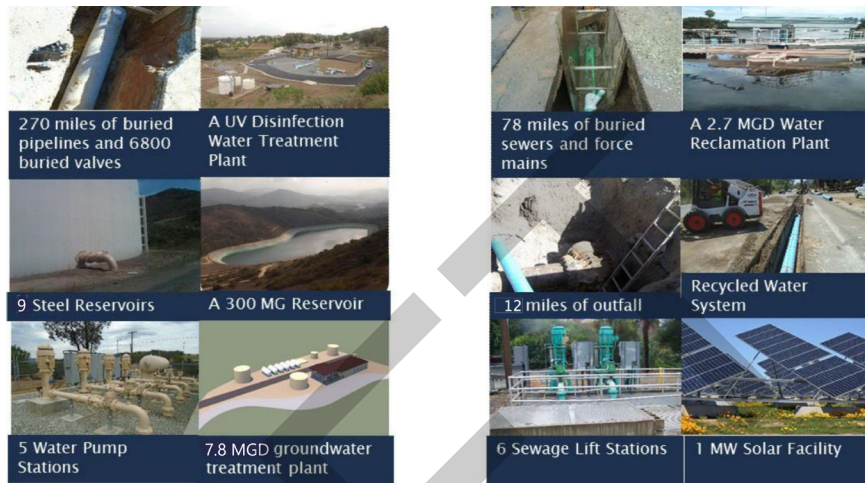 270 miles of buried
pipelines and 6800
buried valves
A UV Disinfection
Water Treatment
Plant
78 miles of buried
sewers and force
mains
A 2.7 MGD Water
Reclamation Plant
9 Steel Reservoirs
A 300 MG Reservoir
12 miles of outfall
Recycled Water
System
5 Water Pump
Stations
7.8 MGD groundwater
treatment plant
6 Sewage Lift Stations
1 MW Solar Facility